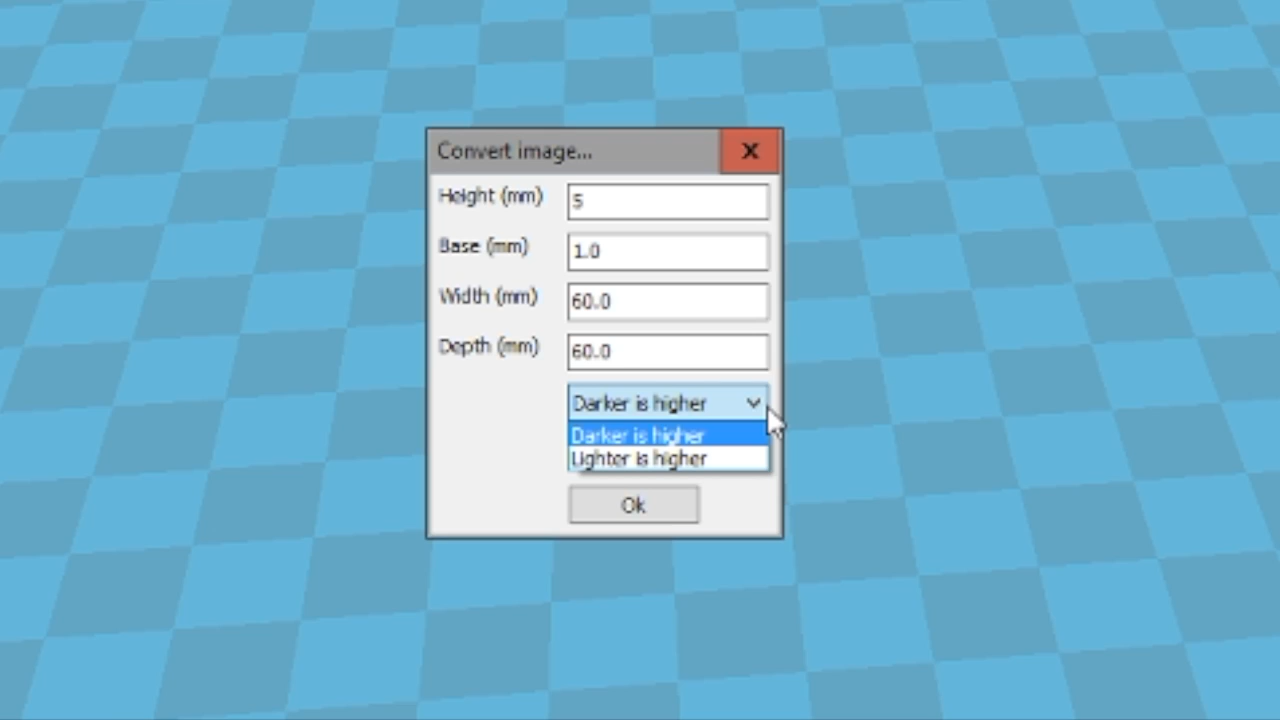 Convert image...
Height (mm) 5
Base (mm) 1.0
Width (mm) 60.0
Depth (mm) 60.0
Darker is higher
Darker is higher
Lighter is higher
Ok